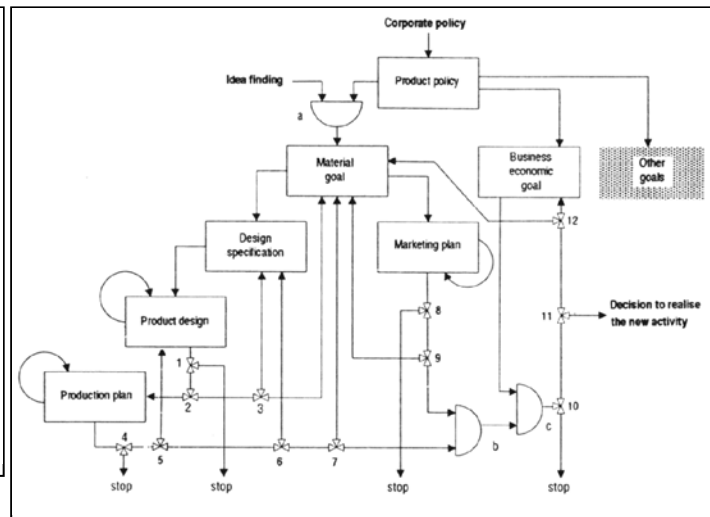 Corporate policy
Idea finding
Product policy
a
Material
goal
Business
economic
goal
Other
goals
12
Design
specification
Marketing plan
Product design
8
11
Decision to realise
the new activity
1
9
Production plan
2
3
10
c
4
5
6
7
b
stop
stop
stop
stop